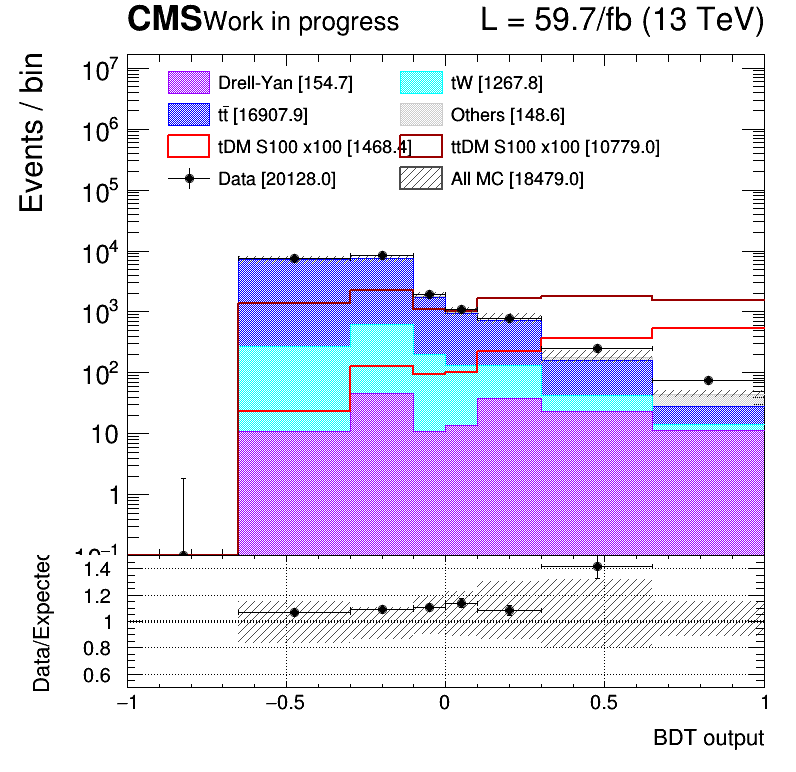 CMS Work in progress L = 59.7/fb (13 TeV)
Events / bin
10⁷
10⁶
10⁵
10⁴
10³
10²
10
1
10⁻¹
Drell-Yan [154.7] tW [1267.8]
tt̄ [16907.9] Others [148.6]
tDM S100 x100 [1468.4] ttDM S100 x100 [10779.0]
Data [20128.0] All MC [18479.0]
Data/Expected
1.4
1.2
1
0.8
0.6
−1 −0.5 0 0.5 1
BDT output